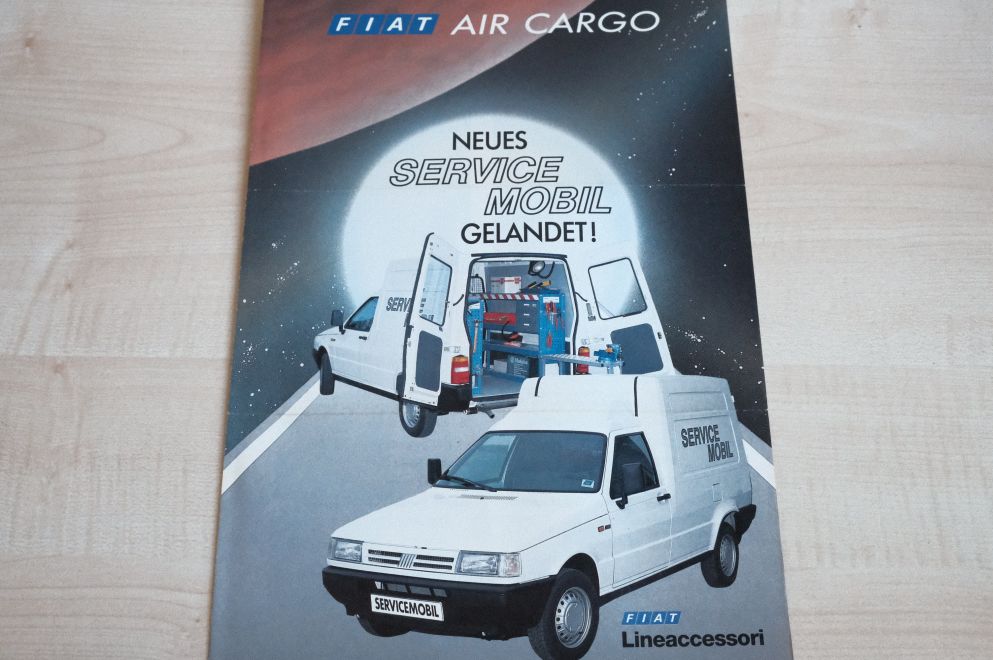 FIAT AIR CARGO
NEUES
SERVICE
MOBIL
GELANDET!
SERVICE
SERVICE
MOBIL
SERVICEMOBIL
FIAT
Lineaccessori